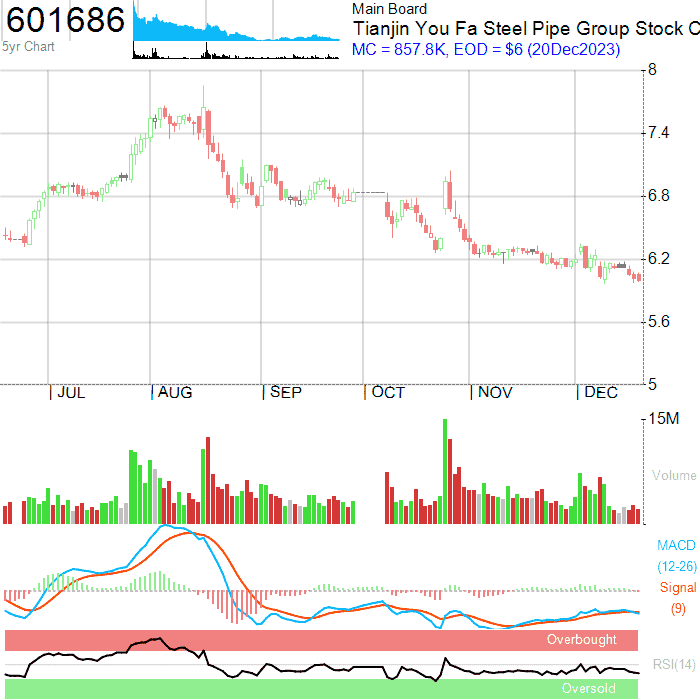 601686
5yr Chart
Main Board
Tianjin You Fa Steel Pipe Group Stock C
MC = 857.8K, EOD = $6 (20Dec2023)
8
7.4
6.8
6.2
5.6
5
JUL AUG SEP OCT NOV DEC
15M
Volume
MACD
(12-26)
Signal
(9)
Overbought
RSI(14)
Oversold